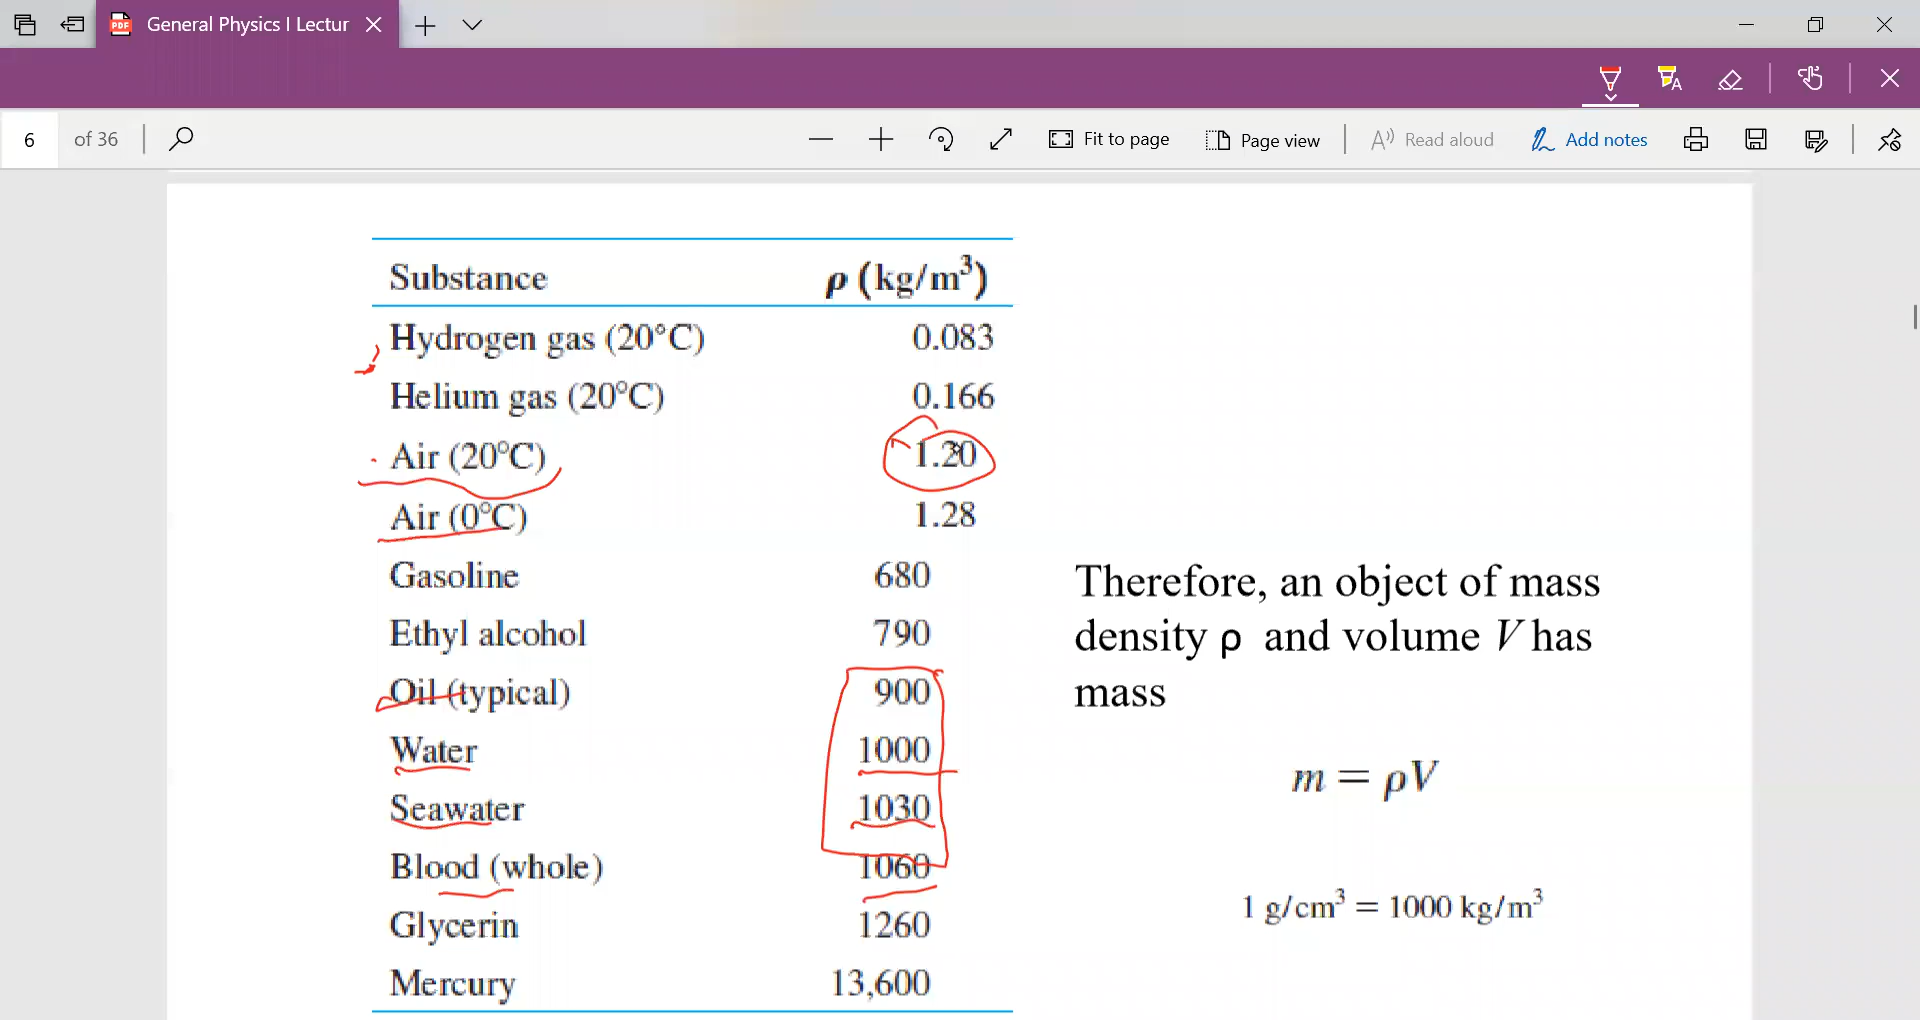 General Physics I Lectur
6 of 36
Fit to page
Page view
Read aloud
Add notes
Substance ρ (kg/m³)
Hydrogen gas (20°C) 0.083
Helium gas (20°C) 0.166
Air (20°C) 1.20
Air (0°C) 1.28
Gasoline 680
Ethyl alcohol 790
Oil (typical) 900
Water 1000
Seawater 1030
Blood (whole) 1060
Glycerin 1260
Mercury 13,600
Therefore, an object of mass
density ρ and volume V has
mass
m = ρV
1 g/cm³ = 1000 kg/m³